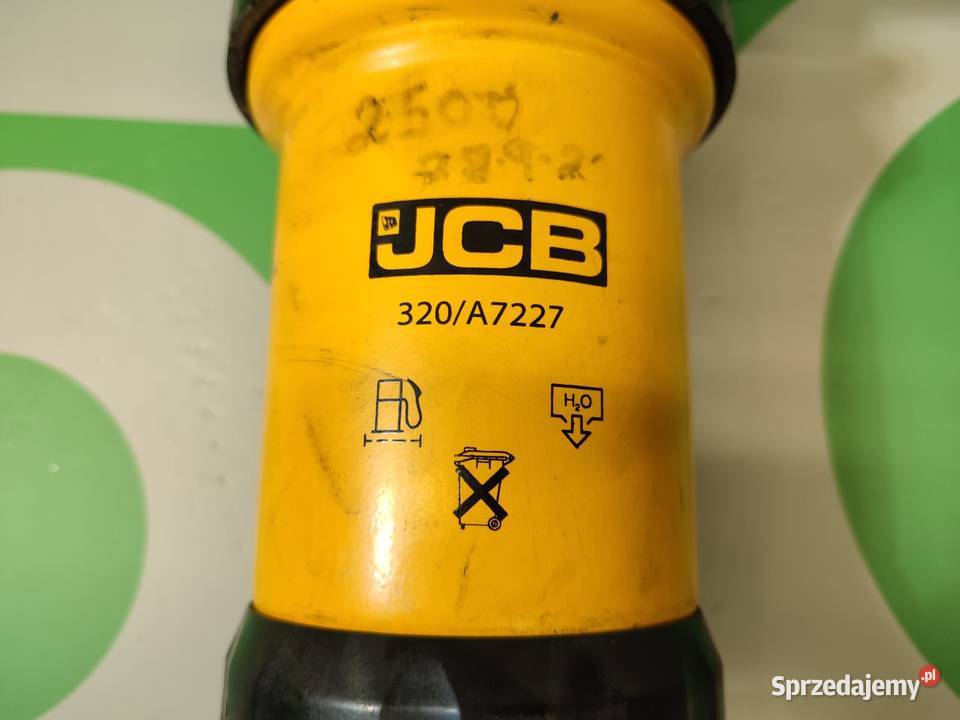 2500
JCB
320/A7227
H₂O
Sprzedajemy.pl